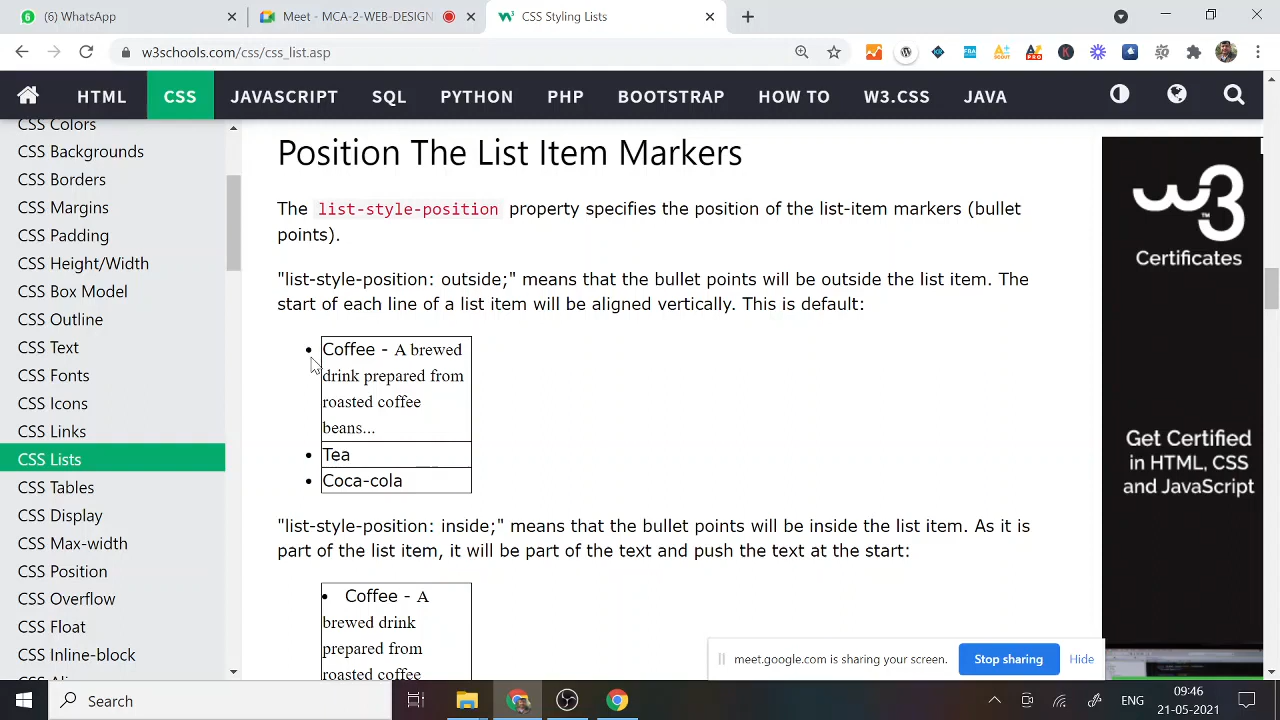 (6) WhatsApp
Meet - MCA-2-WEB-DESIGN
CSS Styling Lists
w3schools.com/css/css_list.asp
HTML CSS JAVASCRIPT SQL PYTHON PHP BOOTSTRAP HOW TO W3.CSS JAVA
CSS Colors
CSS Backgrounds
CSS Borders
CSS Margins
CSS Padding
CSS Height/Width
CSS Box Model
CSS Outline
CSS Text
CSS Fonts
CSS Icons
CSS Links
CSS Lists
CSS Tables
CSS Display
CSS Max-width
CSS Position
CSS Overflow
CSS Float
CSS Inline-block
Position The List Item Markers
The list-style-position property specifies the position of the list-item markers (bullet
points).
"list-style-position: outside;" means that the bullet points will be outside the list item. The
start of each line of a list item will be aligned vertically. This is default:
• Coffee - A brewed
drink prepared from
roasted coffee
beans...
• Tea
• Coca-cola
"list-style-position: inside;" means that the bullet points will be inside the list item. As it is
part of the list item, it will be part of the text and push the text at the start:
• Coffee - A
brewed drink
prepared from
roasted coffee
w3
TM
Certificates
Get Certified
in HTML, CSS
and JavaScript
meet.google.com is sharing your screen.
Stop sharing
Hide
Search
ENG
09:46
21-05-2021